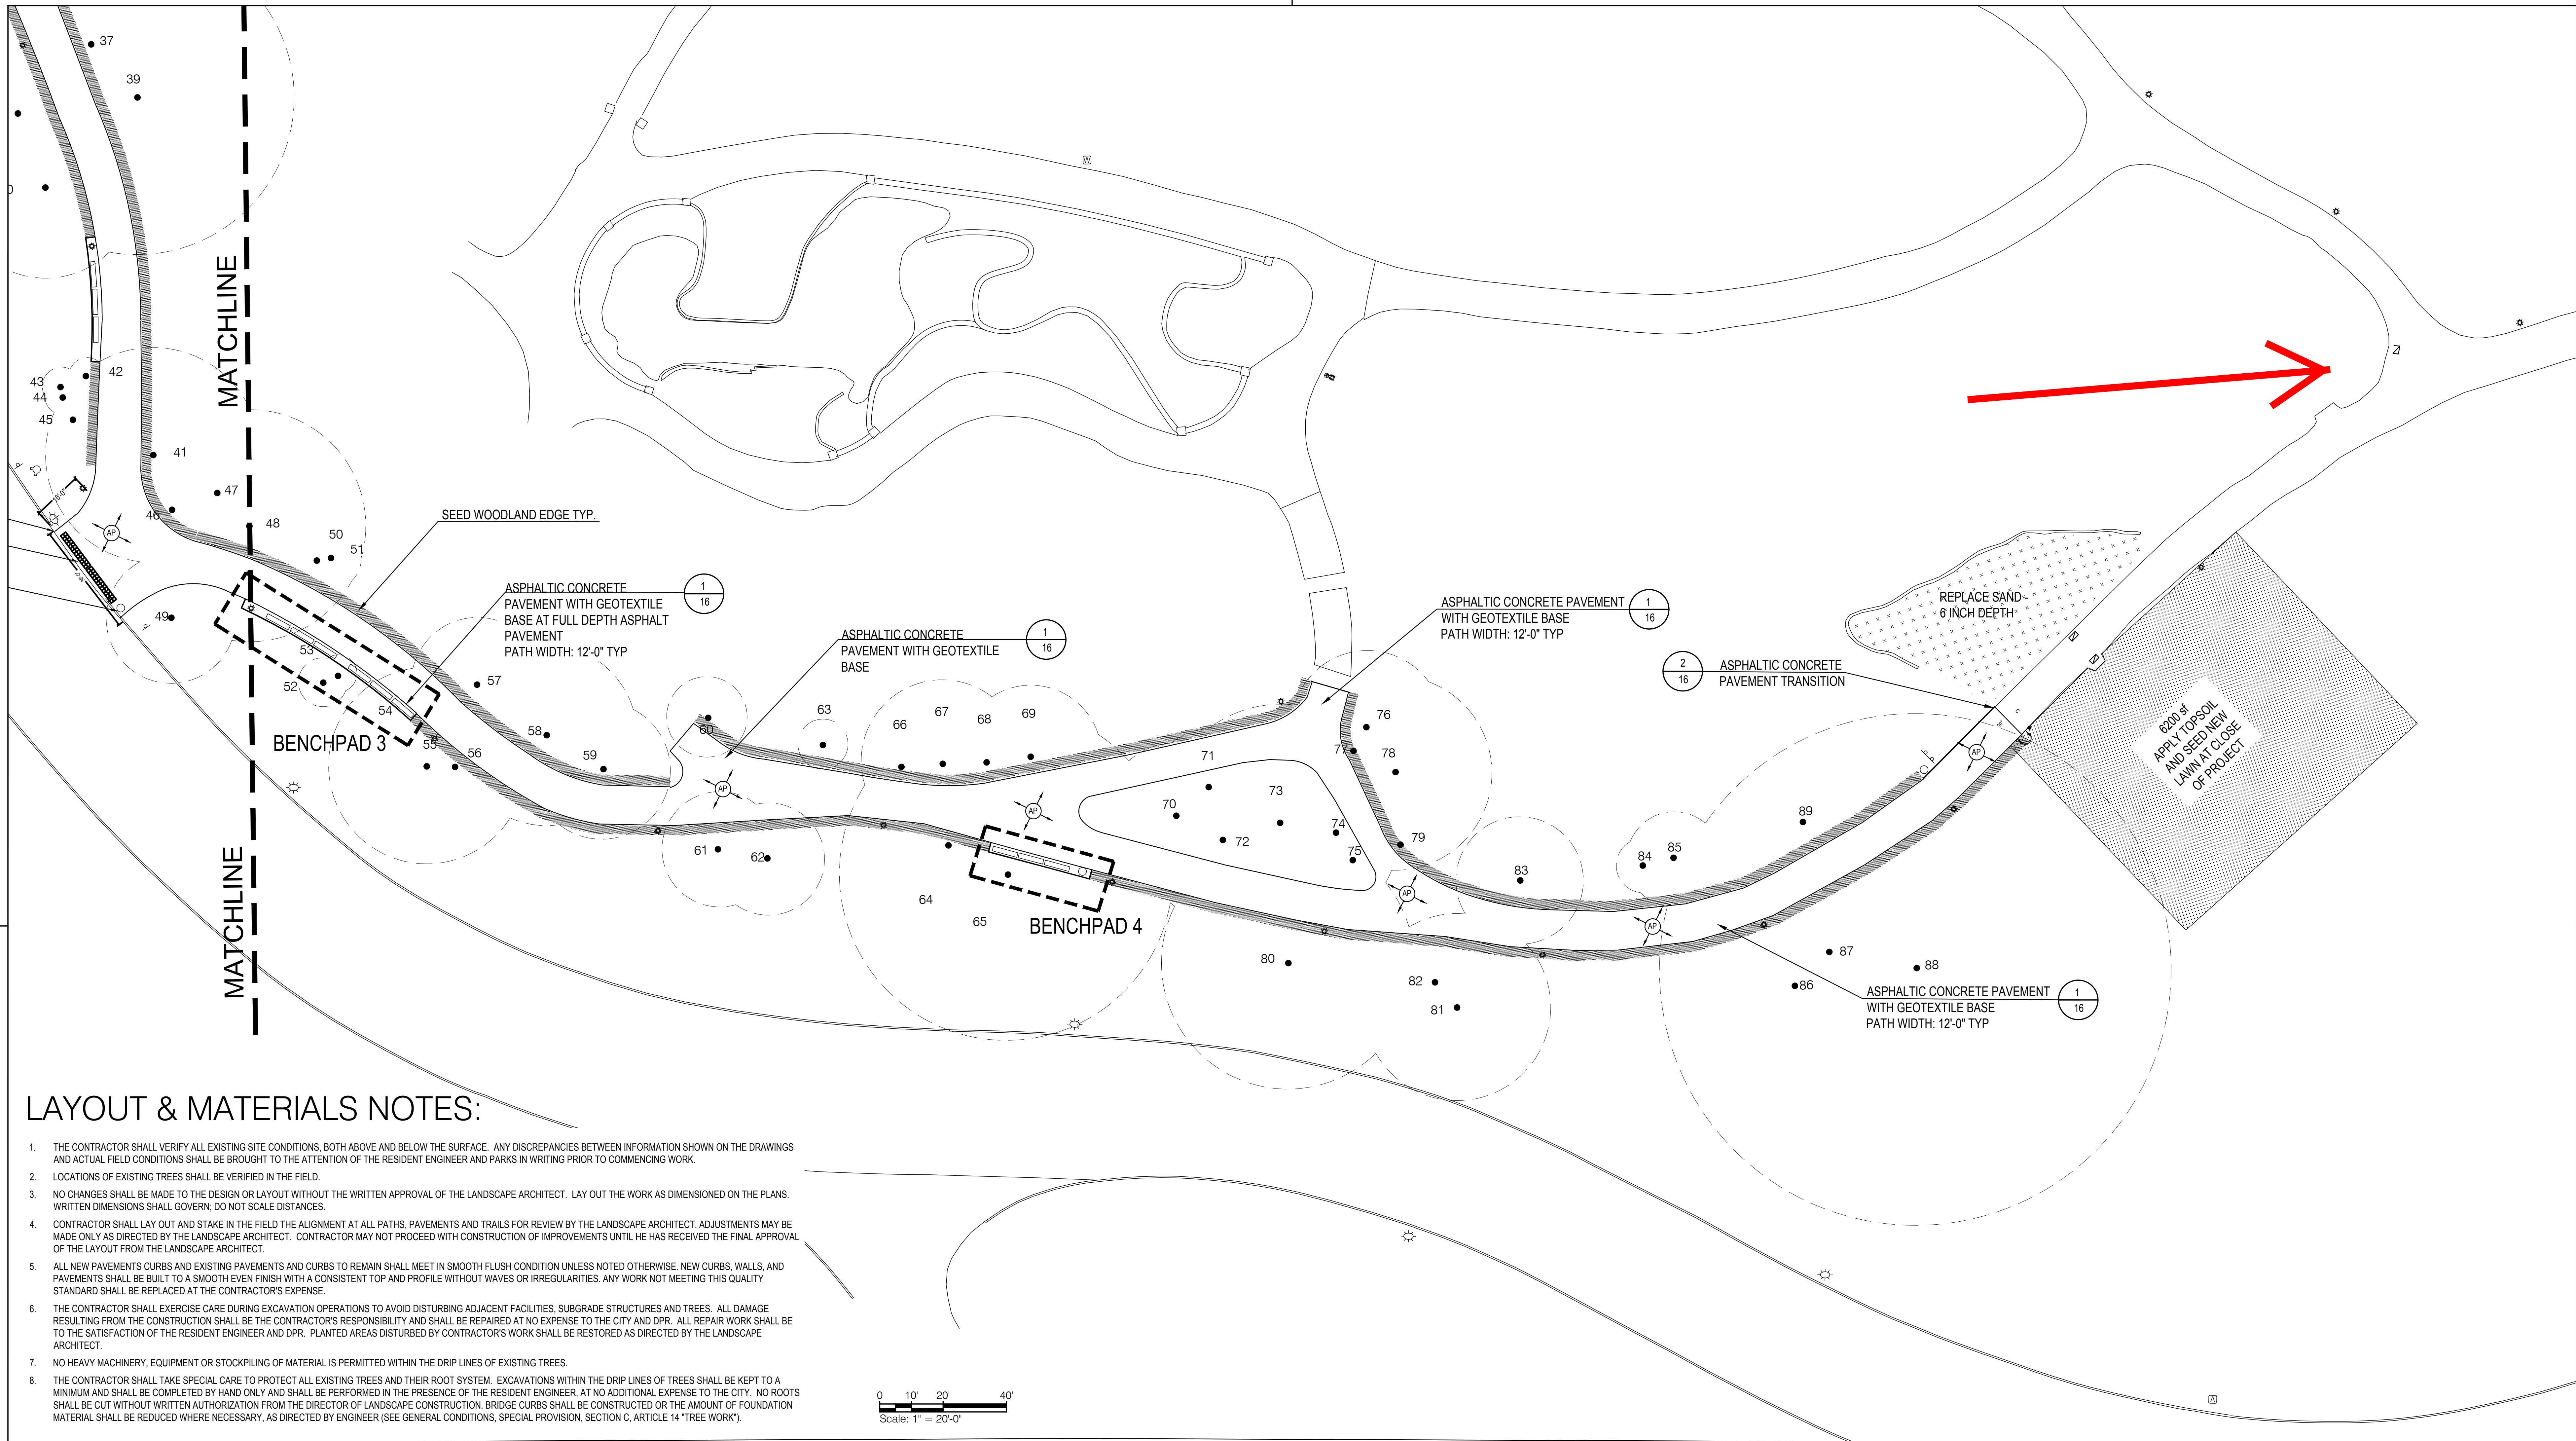 37
39
MATCHLINE
43
42
44
45
41
16'-0"
47
46
48
50
51
AP
49
SEED WOODLAND EDGE TYP.
ASPHALTIC CONCRETE
PAVEMENT WITH GEOTEXTILE
BASE AT FULL DEPTH ASPHALT
PAVEMENT
PATH WIDTH: 12'-0" TYP
1
16
53
52
54
BENCHPAD 3
55
56
57
58
59
MATCHLINE
ASPHALTIC CONCRETE
PAVEMENT WITH GEOTEXTILE
BASE
1
16
60
63
66
67
68
69
AP
61
62
AP
64
65
BENCHPAD 4
W
ASPHALTIC CONCRETE PAVEMENT
WITH GEOTEXTILE BASE
PATH WIDTH: 12'-0" TYP
1
16
71
70
73
72
74
75
76
77
78
79
AP
80
82
81
83
84
85
AP
89
87
88
86
2
16
ASPHALTIC CONCRETE
PAVEMENT TRANSITION
REPLACE SAND -
6 INCH DEPTH
AP
6200 sf
APPLY TOPSOIL
AND SEED NEW
LAWN AT CLOSE
OF PROJECT
ASPHALTIC CONCRETE PAVEMENT
WITH GEOTEXTILE BASE
PATH WIDTH: 12'-0" TYP
1
16
LAYOUT & MATERIALS NOTES:
1. THE CONTRACTOR SHALL VERIFY ALL EXISTING SITE CONDITIONS, BOTH ABOVE AND BELOW THE SURFACE. ANY DISCREPANCIES BETWEEN INFORMATION SHOWN ON THE DRAWINGS
AND ACTUAL FIELD CONDITIONS SHALL BE BROUGHT TO THE ATTENTION OF THE RESIDENT ENGINEER AND PARKS IN WRITING PRIOR TO COMMENCING WORK.
2. LOCATIONS OF EXISTING TREES SHALL BE VERIFIED IN THE FIELD.
3. NO CHANGES SHALL BE MADE TO THE DESIGN OR LAYOUT WITHOUT THE WRITTEN APPROVAL OF THE LANDSCAPE ARCHITECT. LAY OUT THE WORK AS DIMENSIONED ON THE PLANS.
WRITTEN DIMENSIONS SHALL GOVERN; DO NOT SCALE DISTANCES.
4. CONTRACTOR SHALL LAY OUT AND STAKE IN THE FIELD THE ALIGNMENT AT ALL PATHS, PAVEMENTS AND TRAILS FOR REVIEW BY THE LANDSCAPE ARCHITECT. ADJUSTMENTS MAY BE
MADE ONLY AS DIRECTED BY THE LANDSCAPE ARCHITECT. CONTRACTOR MAY NOT PROCEED WITH CONSTRUCTION OF IMPROVEMENTS UNTIL HE HAS RECEIVED THE FINAL APPROVAL
OF THE LAYOUT FROM THE LANDSCAPE ARCHITECT.
5. ALL NEW PAVEMENTS CURBS AND EXISTING PAVEMENTS AND CURBS TO REMAIN SHALL MEET IN SMOOTH FLUSH CONDITION UNLESS NOTED OTHERWISE. NEW CURBS, WALLS, AND
PAVEMENTS SHALL BE BUILT TO A SMOOTH EVEN FINISH WITH A CONSISTENT TOP AND PROFILE WITHOUT WAVES OR IRREGULARITIES. ANY WORK NOT MEETING THIS QUALITY
STANDARD SHALL BE REPLACED AT THE CONTRACTOR'S EXPENSE.
6. THE CONTRACTOR SHALL EXERCISE CARE DURING EXCAVATION OPERATIONS TO AVOID DISTURBING ADJACENT FACILITIES, SUBGRADE STRUCTURES AND TREES. ALL DAMAGE
RESULTING FROM THE CONSTRUCTION SHALL BE THE CONTRACTOR'S RESPONSIBILITY AND SHALL BE REPAIRED AT NO EXPENSE TO THE CITY AND DPR. ALL REPAIR WORK SHALL BE
TO THE SATISFACTION OF THE RESIDENT ENGINEER AND DPR. PLANTED AREAS DISTURBED BY CONTRACTOR'S WORK SHALL BE RESTORED AS DIRECTED BY THE LANDSCAPE
ARCHITECT.
7. NO HEAVY MACHINERY, EQUIPMENT OR STOCKPILING OF MATERIAL IS PERMITTED WITHIN THE DRIP LINES OF EXISTING TREES.
8. THE CONTRACTOR SHALL TAKE SPECIAL CARE TO PROTECT ALL EXISTING TREES AND THEIR ROOT SYSTEM. EXCAVATIONS WITHIN THE DRIP LINES OF TREES SHALL BE KEPT TO A
MINIMUM AND SHALL BE COMPLETED BY HAND ONLY AND SHALL BE PERFORMED IN THE PRESENCE OF THE RESIDENT ENGINEER, AT NO ADDITIONAL EXPENSE TO THE CITY. NO ROOTS
SHALL BE CUT WITHOUT WRITTEN AUTHORIZATION FROM THE DIRECTOR OF LANDSCAPE CONSTRUCTION. BRIDGE CURBS SHALL BE CONSTRUCTED OR THE AMOUNT OF FOUNDATION
MATERIAL SHALL BE REDUCED WHERE NECESSARY, AS DIRECTED BY ENGINEER (SEE GENERAL CONDITIONS, SPECIAL PROVISION, SECTION C, ARTICLE 14 "TREE WORK").
0 10' 20' 40'
Scale: 1" = 20'-0"